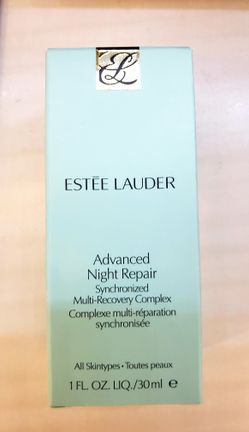 EL
ESTĒE LAUDER
Advanced
Night Repair
Synchronized
Multi-Recovery Complex
Complexe multi-réparation
synchronisée
All Skintypes • Toutes peaux
1 FL. OZ. LIQ./30ml e